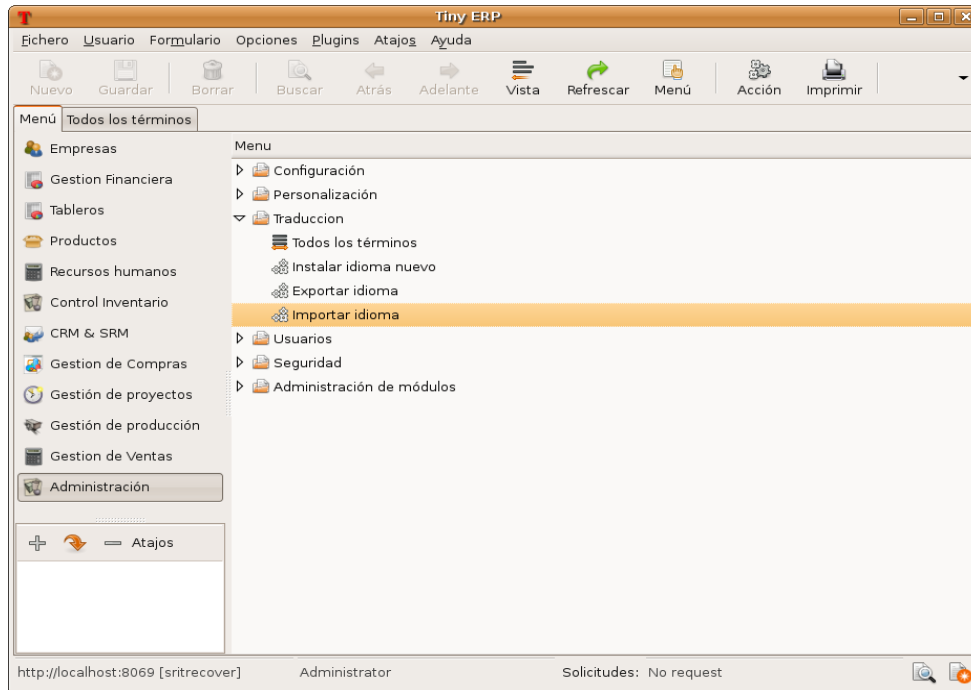 Tiny ERP
Fichero Usuario Formulario Opciones Plugins Atajos Ayuda
Nuevo Guardar Borrar Buscar Atrás Adelante Vista Refrescar Menú Acción Imprimir
Menú Todos los términos
Empresas
Gestion Financiera
Tableros
Productos
Recursos humanos
Control Inventario
CRM & SRM
Gestion de Compras
Gestión de proyectos
Gestión de producción
Gestion de Ventas
Administración
Atajos
Menu
Configuración
Personalización
Traduccion
Todos los términos
Instalar idioma nuevo
Exportar idioma
Importar idioma
Usuarios
Seguridad
Administración de módulos
http://localhost:8069 [sritrecover] Administrator Solicitudes: No request